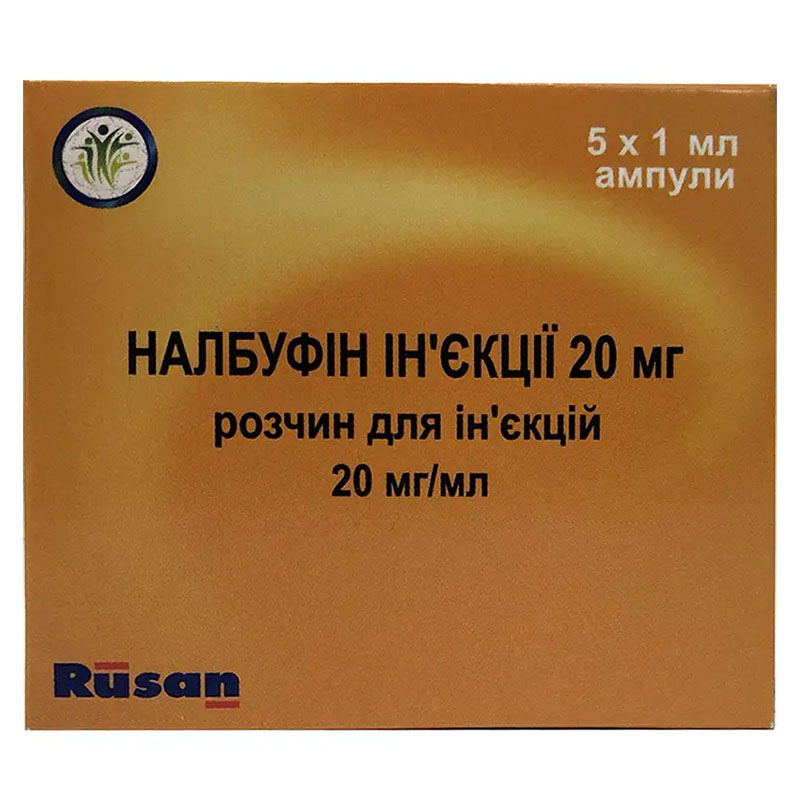 5 х 1 мл
ампули
НАЛБУФІН ІН'ЄКЦІЇ 20 мг
розчин для ін'єкцій
20 мг/мл
Rusan